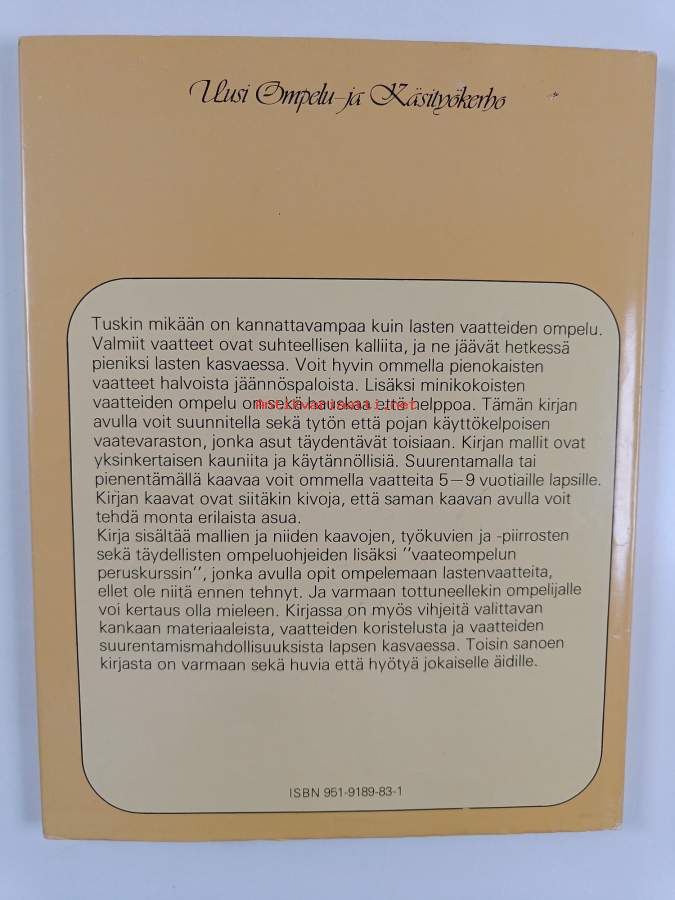 Uusi Ompelu- ja Käsityökerho
Tuskin mikään on kannattavampaa kuin lasten vaatteiden ompelu.
Valmiit vaatteet ovat suhteellisen kalliita, ja ne jäävät hetkessä
pieniksi lasten kasvaessa. Voit hyvin ommella pienokaisten
vaatteet halvoista jäännöspaloista. Lisäksi minikokoisten
vaatteiden ompelu on sekä hauskaa että helppoa. Tämän kirjan
Antikvariaatti.net
avulla voit suunnitella sekä tytön että pojan käyttökelpoisen
vaatevaraston, jonka asut täydentävät toisiaan. Kirjan mallit ovat
yksinkertaisen kauniita ja käytännöllisiä. Suurentamalla tai
pienentämällä kaavaa voit ommella vaatteita 5—9 vuotiaille lapsille.
Kirjan kaavat ovat siitäkin kivoja, että saman kaavan avulla voit
tehdä monta erilaista asua.
Kirja sisältää mallien ja niiden kaavojen, työkuvien ja -piirrosten
sekä täydellisten ompeluohjeiden lisäksi ''vaateompelun
peruskurssin'', jonka avulla opit ompelemaan lastenvaatteita,
ellet ole niitä ennen tehnyt. Ja varmaan tottuneellekin ompelijalle
voi kertaus olla mieleen. Kirjassa on myös vihjeitä valittavan
kankaan materiaaleista, vaatteiden koristelusta ja vaatteiden
suurentamismahdollisuuksista lapsen kasvaessa. Toisin sanoen
kirjasta on varmaan sekä huvia että hyötyä jokaiselle äidille.
ISBN 951-9189-83-1